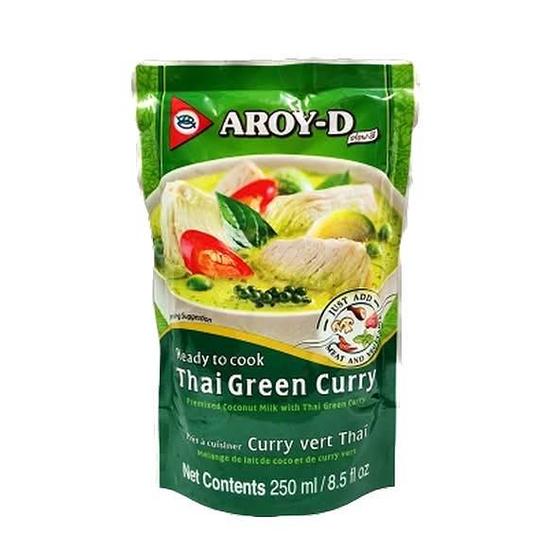 AROY-D
Serving Suggestion
JUST ADD
MEAT AND
Ready to cook
Thai Green Curry
Premixed Coconut Milk with Thai Green Curry
Prêt à cuisiner Curry vert Thaï
Mélange de lait de coco et de curry vert
Net Contents 250 ml / 8.5 fl oz